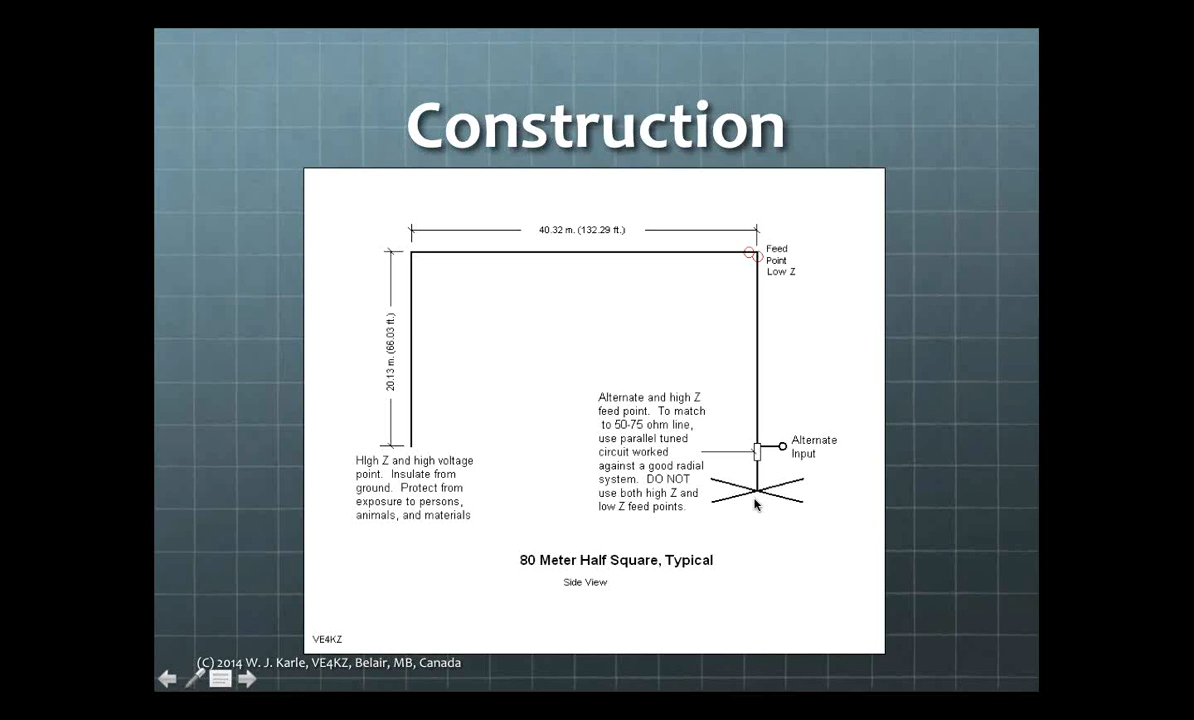 Construction
40.32 m. (132.29 ft.)
Feed
Point
Low Z
20.13 m. (66.03 ft.)
Alternate and high Z
feed point. To match
to 50-75 ohm line,
use parallel tuned
circuit worked
against a good radial
system. DO NOT
use both high Z and
low Z feed points.
Alternate
Input
HIgh Z and high voltage
point. Insulate from
ground. Protect from
exposure to persons,
animals, and materials
80 Meter Half Square, Typical
Side View
VE4KZ
(C) 2014 W. J. Karle, VE4KZ, Belair, MB, Canada